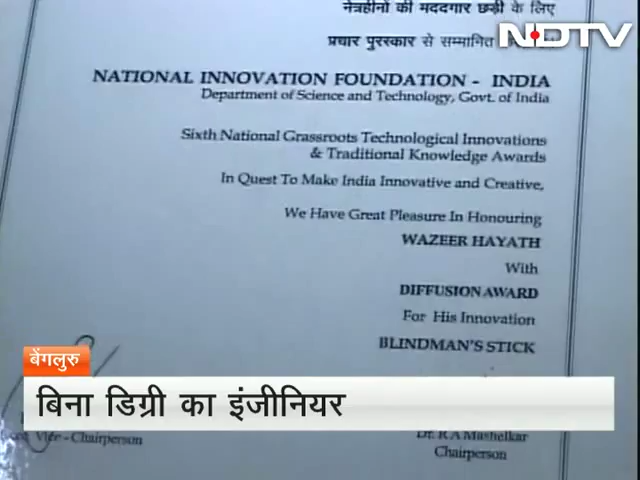 नेत्रहीनों की मददगार छड़ी के लिए
प्रधार पुरस्कार से सम्मानित
NDTV
NATIONAL INNOVATION FOUNDATION - INDIA
Department of Science and Technology, Govt. of India
Sixth National Grassroots Technological Innovations
& Traditional Knowledge Awards
In Quest To Make India Innovative and Creative,
We Have Great Pleasure In Honouring
WAZEER HAYATH
With
DIFFUSION AWARD
For His Innovation
BLINDMAN'S STICK
बेंगलुरु
बिना डिग्री का इंजीनियर
Vice - Chairperson
Dr. R A Mashelkar
Chairperson